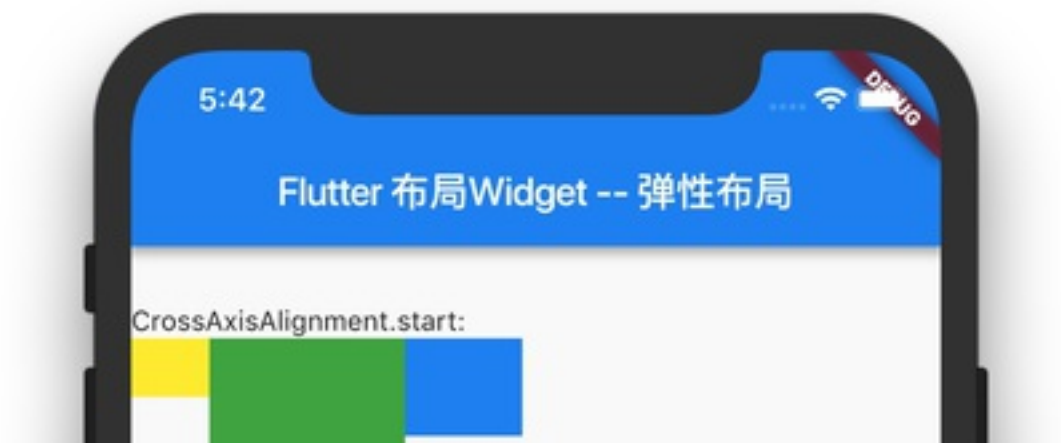 5:42
DEBUG
Flutter 布局Widget -- 弹性布局
CrossAxisAlignment.start: